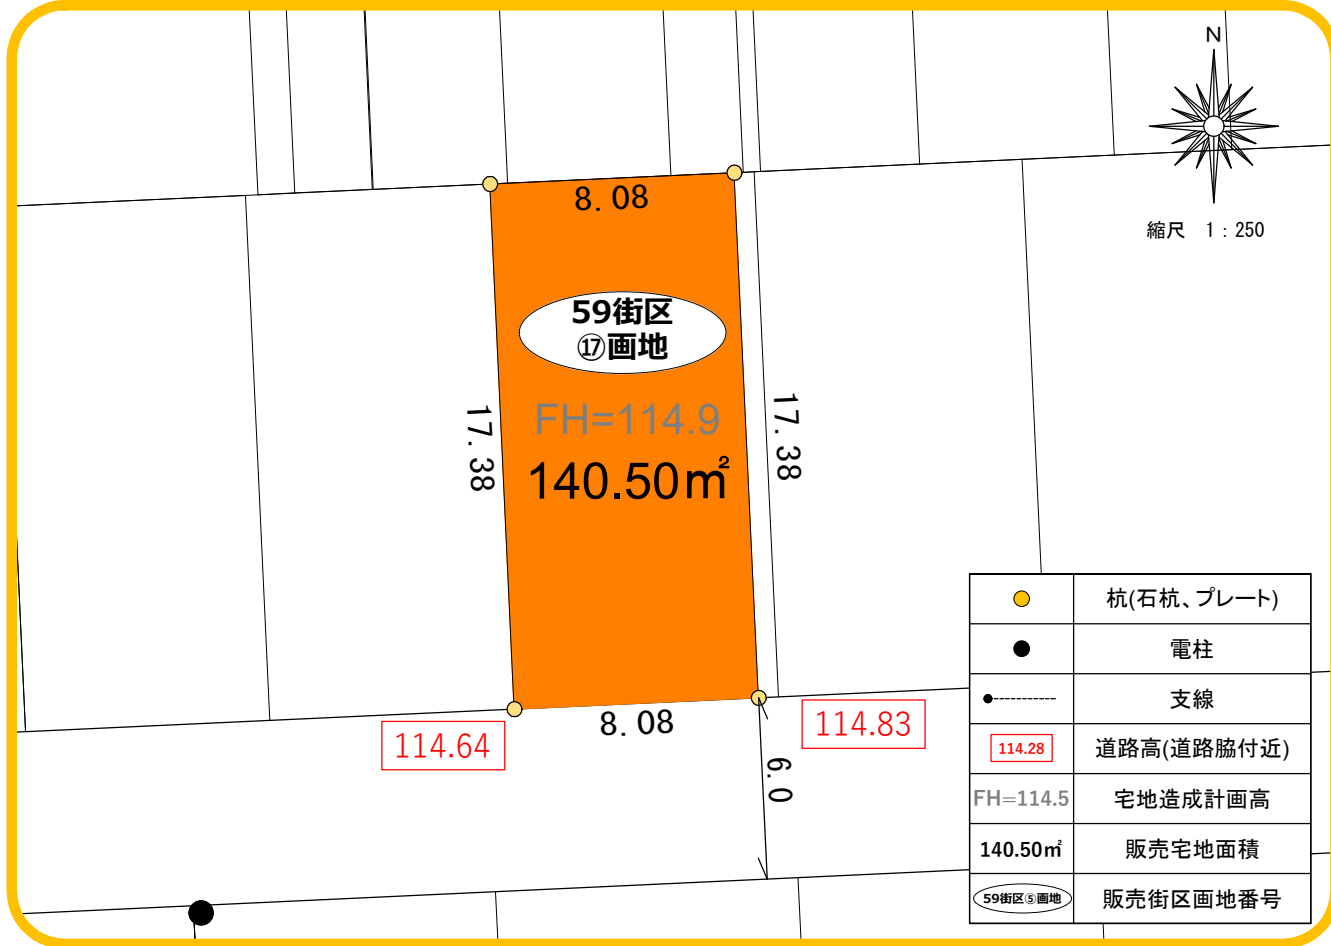 N
縮尺 1:250
8.08
59街区
⑰画地
17.38
FH=114.9
140.50㎡
17.38
114.64
8.08
114.83
6.0
杭(石杭、プレート)
電柱
支線
114.28 道路高(道路脇付近)
FH=114.5 宅地造成計画高
140.50㎡ 販売宅地面積
59街区⑤画地 販売街区画地番号